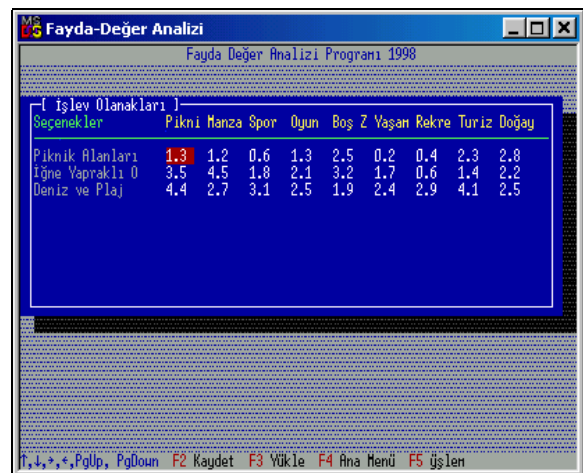 MS DOS Fayda-Değer Analizi
Fayda Değer Analizi Programı 1998
[ İşlev Olanakları ]
Seçenekler Pikni Manza Spor Oyun Boş Z Yaşam Rekre Turiz Doğay
Piknik Alanları 1.3 1.2 0.6 1.3 2.5 0.2 0.4 2.3 2.8
İğne Yapraklı O 3.5 4.5 1.8 2.1 3.2 1.7 0.6 1.4 2.2
Deniz ve Plaj 4.4 2.7 3.1 2.5 1.9 2.4 2.9 4.1 2.5
↑,↓,→,←,PgUp, PgDown F2 Kaydet F3 Yükle F4 Ana Menü F5 işlem